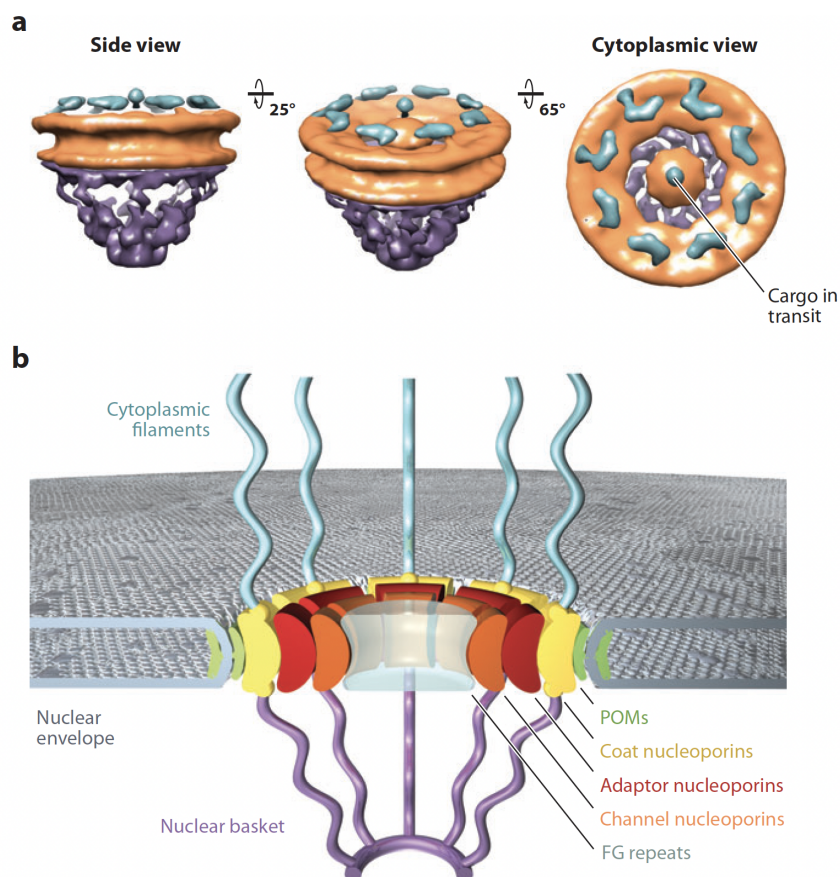 a
Side view
25°
65°
Cytoplasmic view
Cargo in
transit
b
Cytoplasmic
filaments
Nuclear
envelope
Nuclear basket
POMs
Coat nucleoporins
Adaptor nucleoporins
Channel nucleoporins
FG repeats